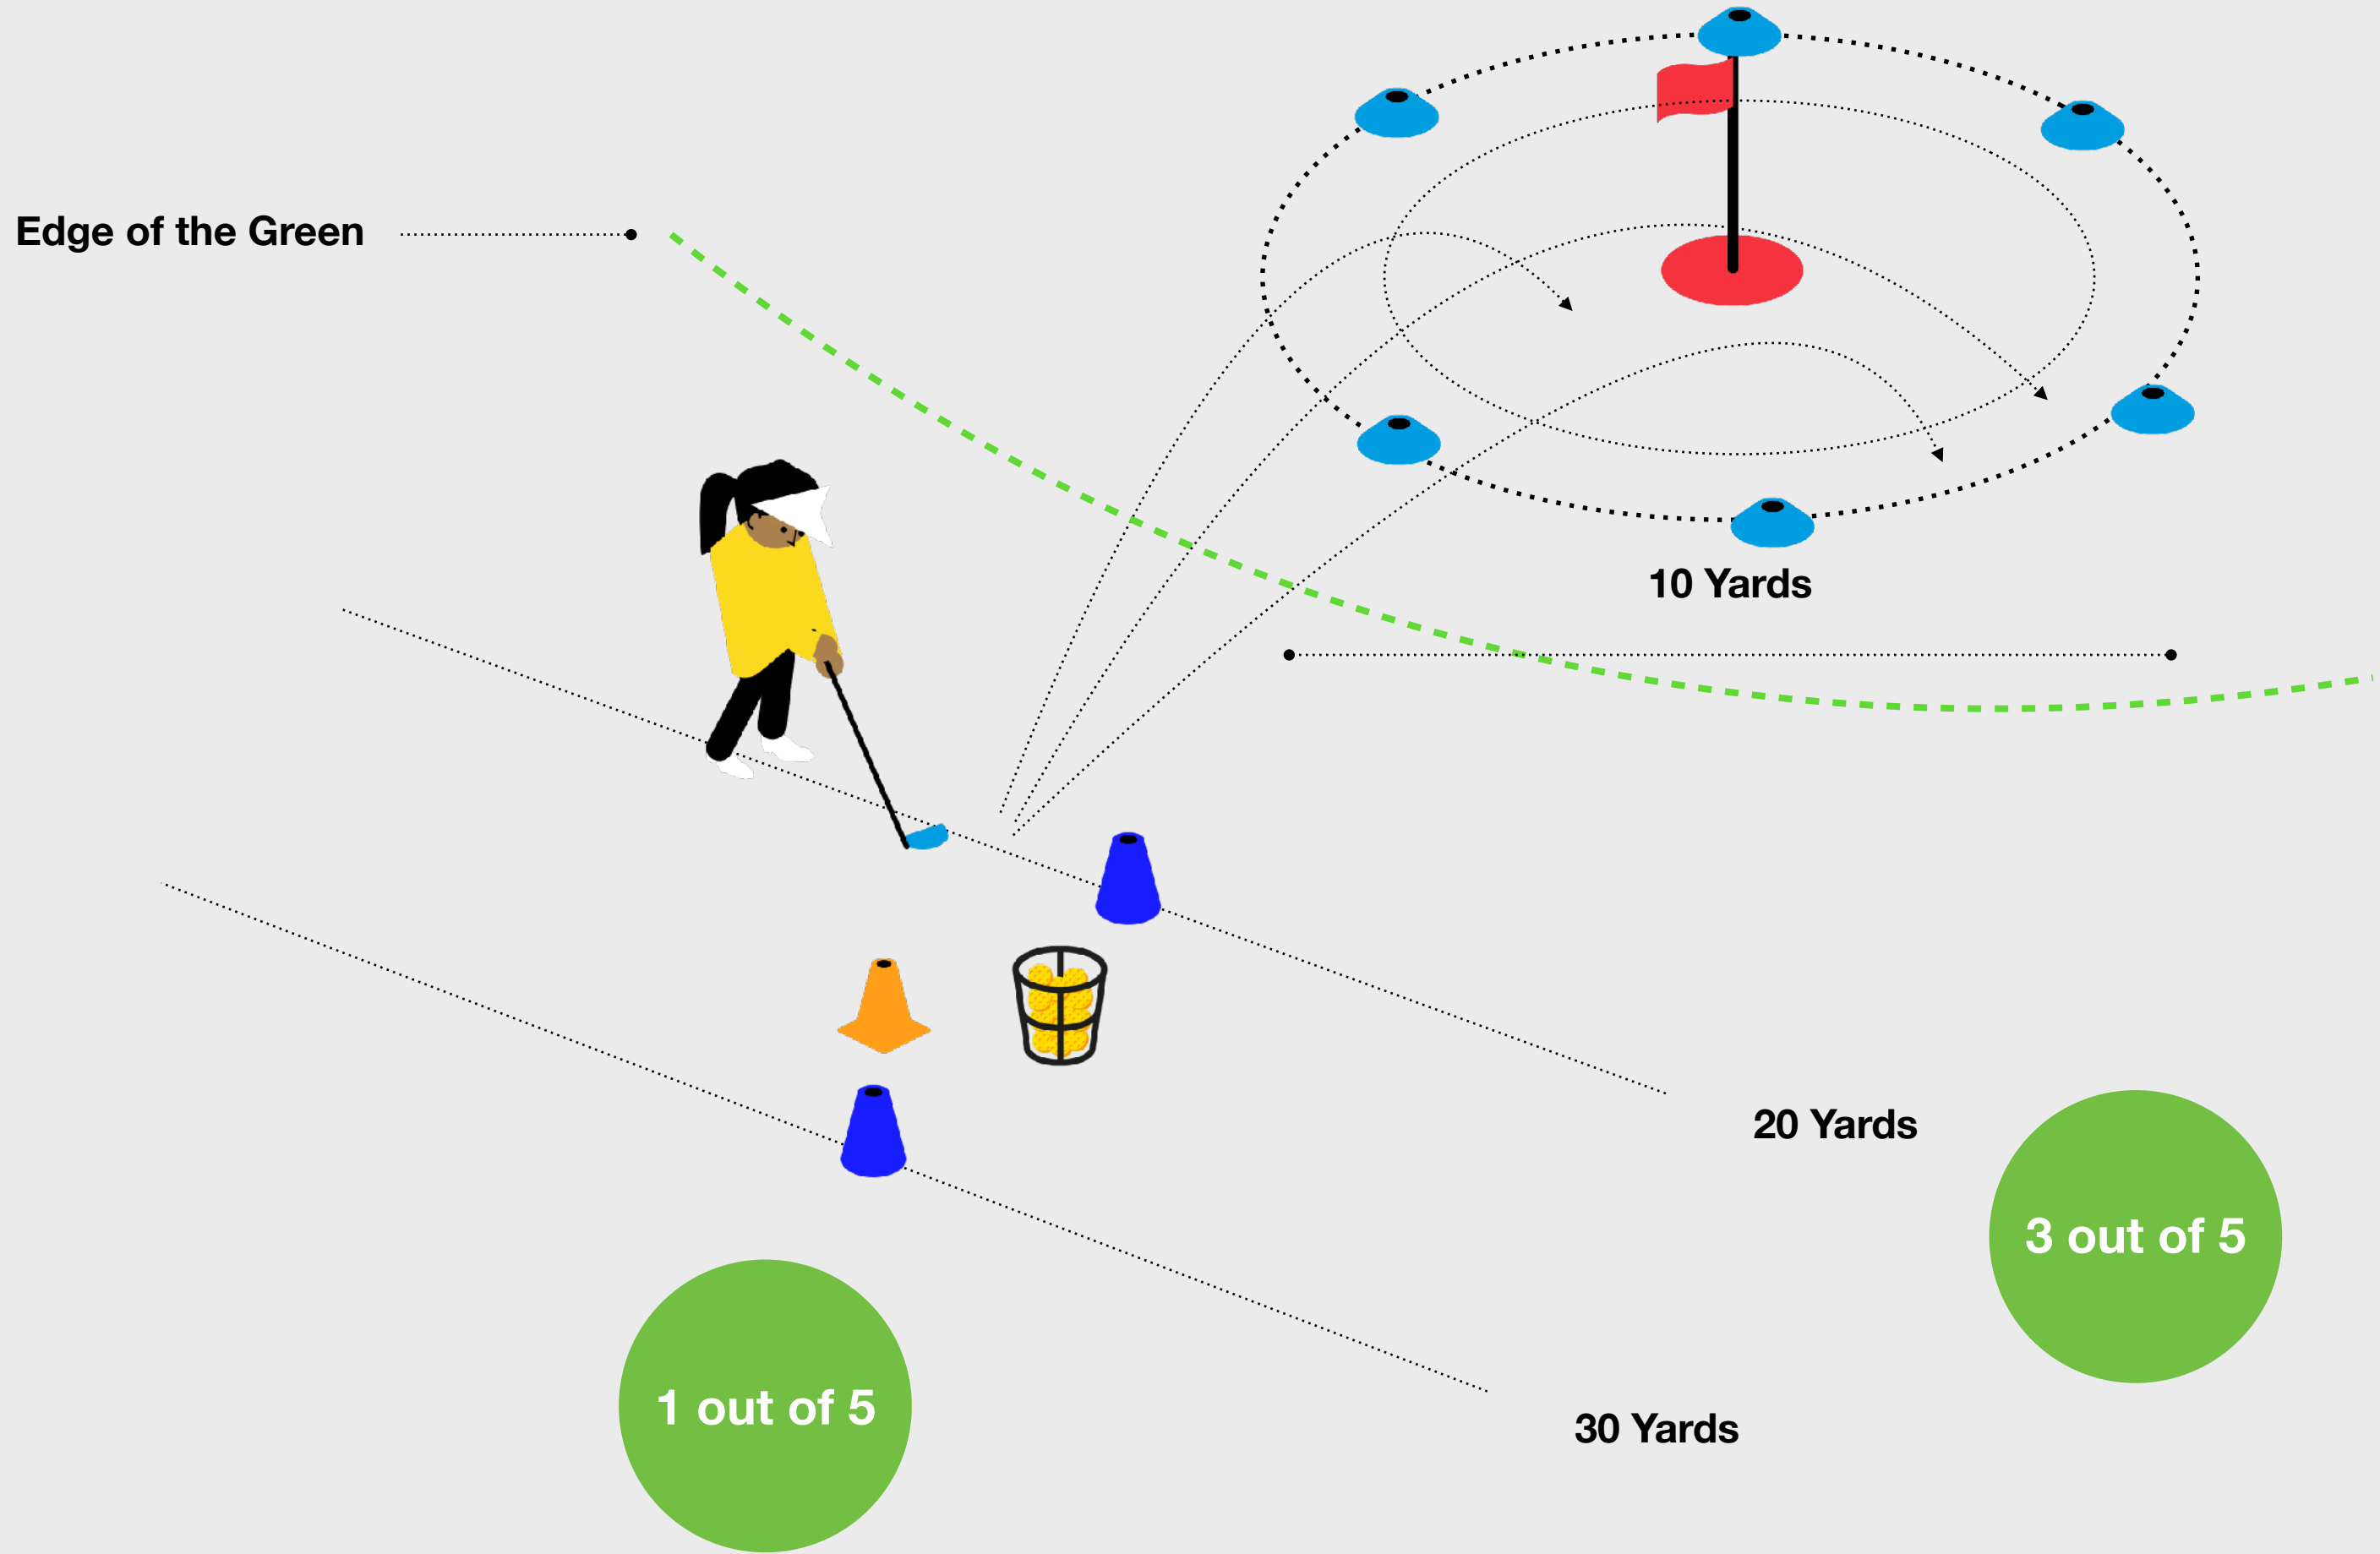 Edge of the Green
10 Yards
20 Yards
3 out of 5
1 out of 5
30 Yards